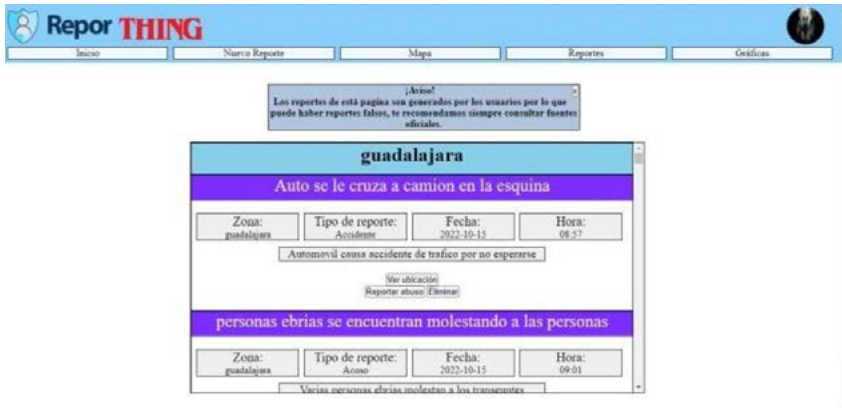 Repor THING
Inicio Nuevo Reporte Mapa Reportes Gráficas
¡Aviso! x
Los reportes de está pagina son generados por los usuarios por lo que
puede haber reportes falsos, te recomendamos siempre consultar fuentes
oficiales.
guadalajara
Auto se le cruza a camion en la esquina
Zona: Tipo de reporte: Fecha: Hora:
guadalajara Accidente 2022-10-15 08:57
Automovil causa accidente de trafico por no esperarse
Ver ubicación
Reportar abuso Eliminar
personas ebrias se encuentran molestando a las personas
Zona: Tipo de reporte: Fecha: Hora:
guadalajara Acoso 2022-10-15 09:01
Varias personas ebrias molestan a los transeuntes